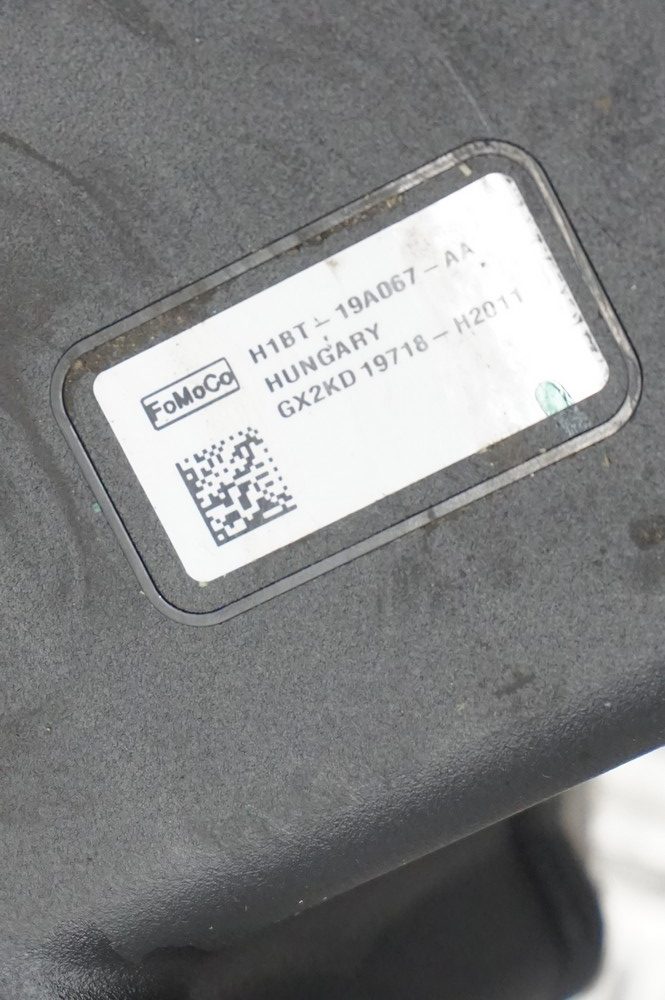 FoMoCo
H1BT-19A067-AA
HUNGARY
GX2KD 19718-H2011